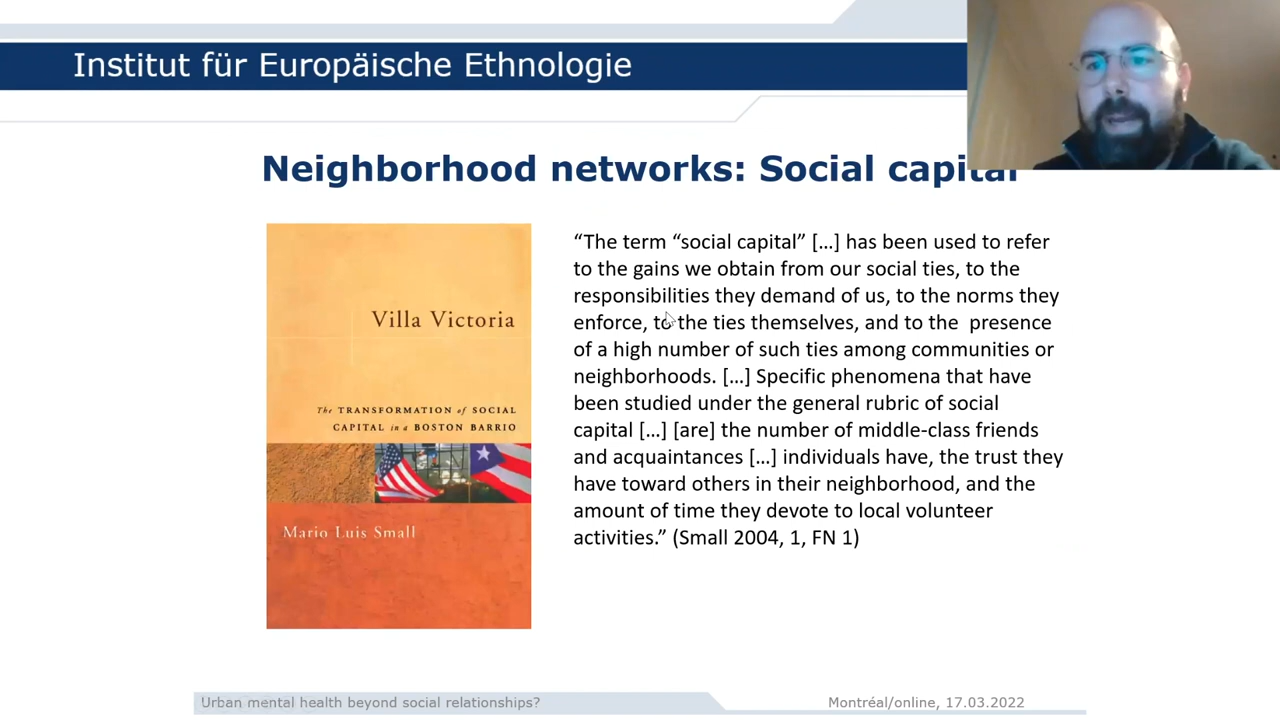 Institut für Europäische Ethnologie
Neighborhood networks: Social capital
Villa Victoria
The TRANSFORMATION of SOCIAL
CAPITAL in a BOSTON BARRIO
Mario Luis Small
“The term “social capital” […] has been used to refer
to the gains we obtain from our social ties, to the
responsibilities they demand of us, to the norms they
enforce, to the ties themselves, and to the presence
of a high number of such ties among communities or
neighborhoods. […] Specific phenomena that have
been studied under the general rubric of social
capital […] [are] the number of middle-class friends
and acquaintances […] individuals have, the trust they
have toward others in their neighborhood, and the
amount of time they devote to local volunteer
activities.” (Small 2004, 1, FN 1)
Urban mental health beyond social relationships?
Montréal/online, 17.03.2022